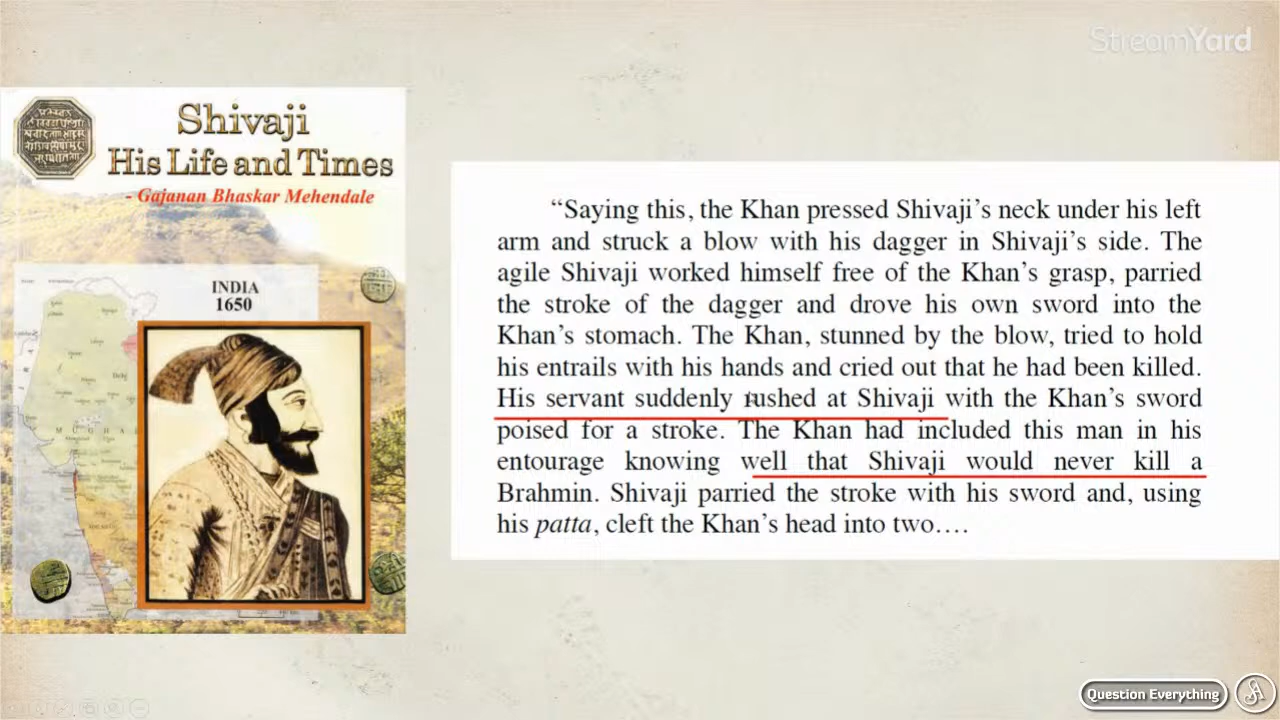 StreamYard
Shivaji
His Life and Times
- Gajanan Bhaskar Mehendale
INDIA
1650
“Saying this, the Khan pressed Shivaji’s neck under his left
arm and struck a blow with his dagger in Shivaji’s side. The
agile Shivaji worked himself free of the Khan’s grasp, parried
the stroke of the dagger and drove his own sword into the
Khan’s stomach. The Khan, stunned by the blow, tried to hold
his entrails with his hands and cried out that he had been killed.
His servant suddenly rushed at Shivaji with the Khan’s sword
poised for a stroke. The Khan had included this man in his
entourage knowing well that Shivaji would never kill a
Brahmin. Shivaji parried the stroke with his sword and, using
his patta, cleft the Khan’s head into two….
Question Everything